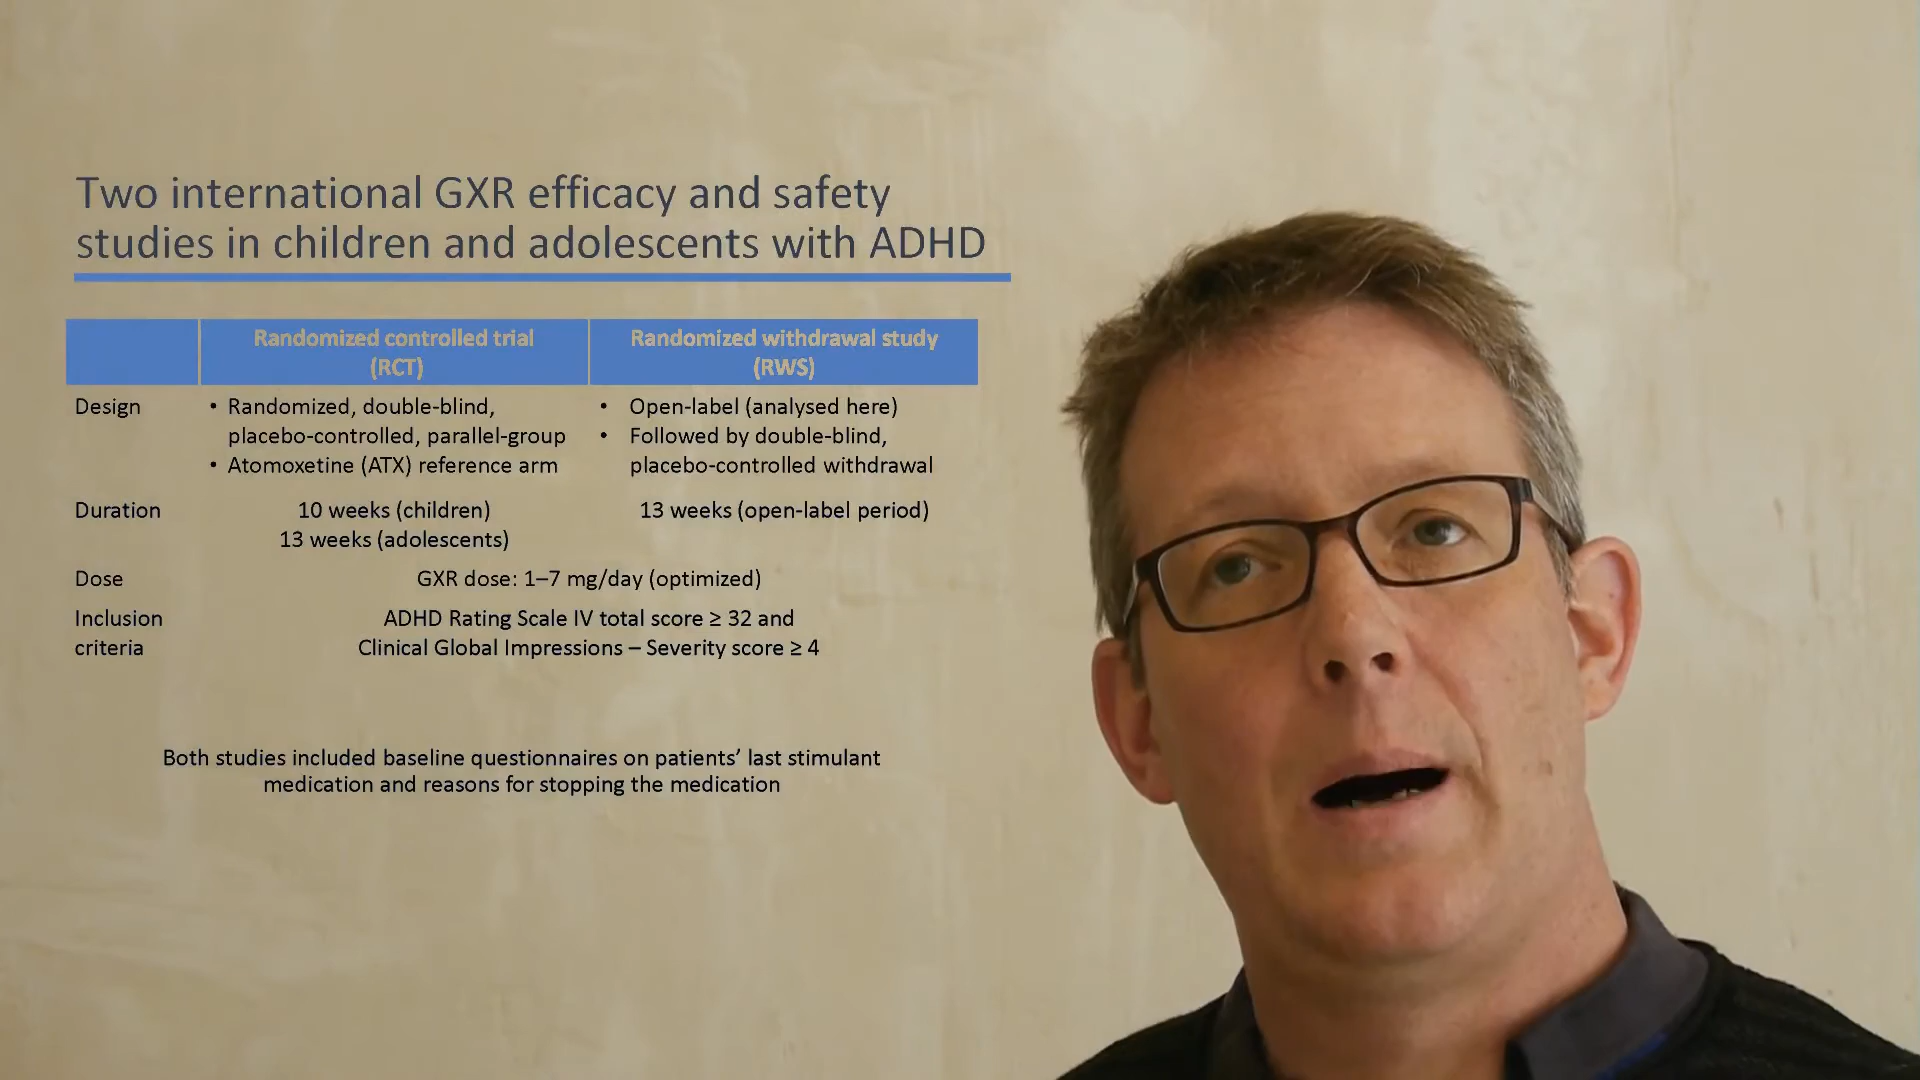 Two international GXR efficacy and safety
studies in children and adolescents with ADHD
Randomized controlled trial
(RCT)
Randomized withdrawal study
(RWS)
Design
• Randomized, double-blind,
placebo-controlled, parallel-group
• Atomoxetine (ATX) reference arm
• Open-label (analysed here)
• Followed by double-blind,
placebo-controlled withdrawal
Duration
10 weeks (children)
13 weeks (adolescents)
13 weeks (open-label period)
Dose
GXR dose: 1–7 mg/day (optimized)
Inclusion
criteria
ADHD Rating Scale IV total score ≥ 32 and
Clinical Global Impressions – Severity score ≥ 4
Both studies included baseline questionnaires on patients’ last stimulant
medication and reasons for stopping the medication